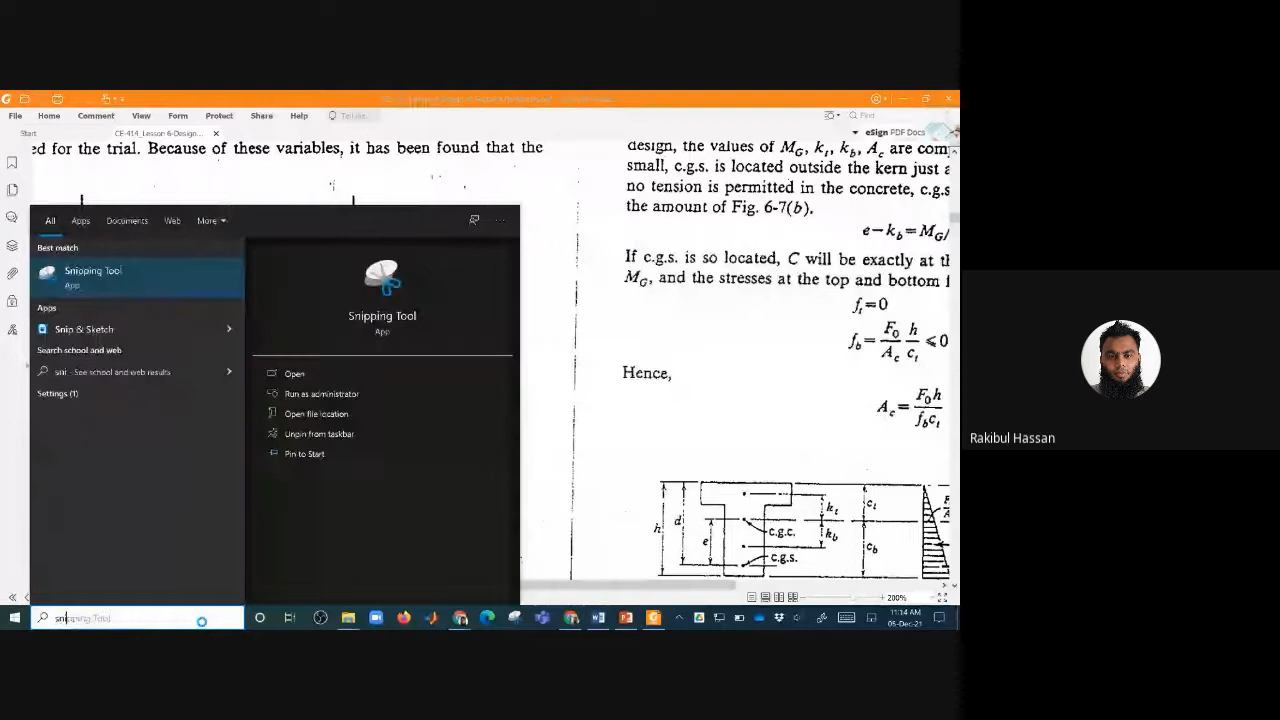 File Home Comment View Form Protect Share Help Find
eSign PDF Docs
Start CE-414_Lesson 6-Design...
ed for the trial. Because of these variables, it has been found that the
design, the values of M_G, k_t, k_b, A_c are com
small, c.g.s. is located outside the kern just a
no tension is permitted in the concrete, c.g.s
the amount of Fig. 6-7(b).
e-k_b=M_G/
If c.g.s. is so located, C will be exactly at th
M_G, and the stresses at the top and bottom f
f_t=0
f_b= F_0 h
A_c c_t ⩽0
Hence,
A_c= F_0h
f_bc_t
h d e c.g.c. c.g.s. k_t k_b c_t c_b
All Apps Documents Web More
Best match
Snipping Tool
App
Apps
Snip & Sketch
Search school and web
sni - See school and web results
Settings (1)
Snipping Tool
App
Open
Run as administrator
Open file location
Unpin from taskbar
Pin to Start
200%
snipping Tool
11:14 AM
05-Dec-21
Rakibul Hassan